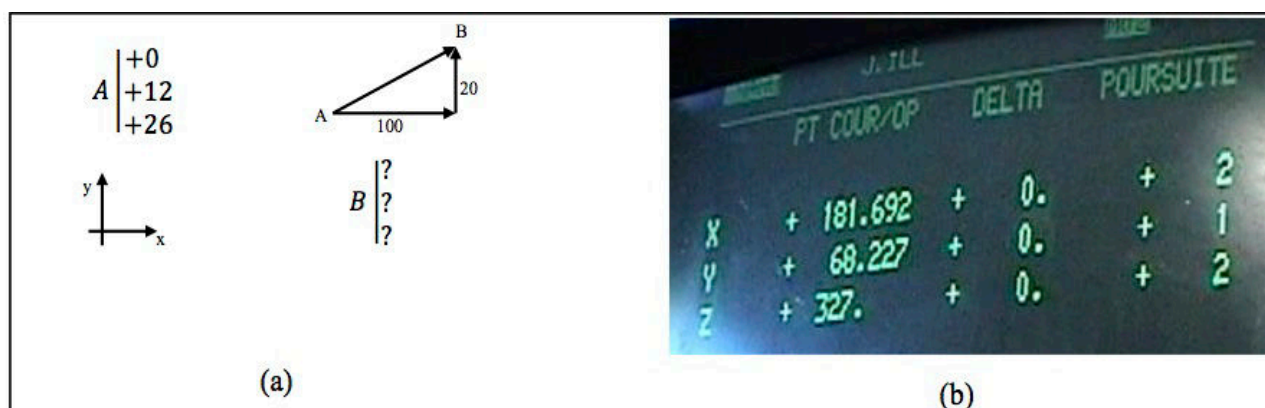 A
+0
+12
+26
B
A
20
100
y
x
B
?
?
?
J.ILL
PT COUR/OP DELTA POURSUITE
X + 181.692 + 0. + 2
Y + 68.227 + 0. + 1
Z + 327. + 0. + 2
(a)
(b)